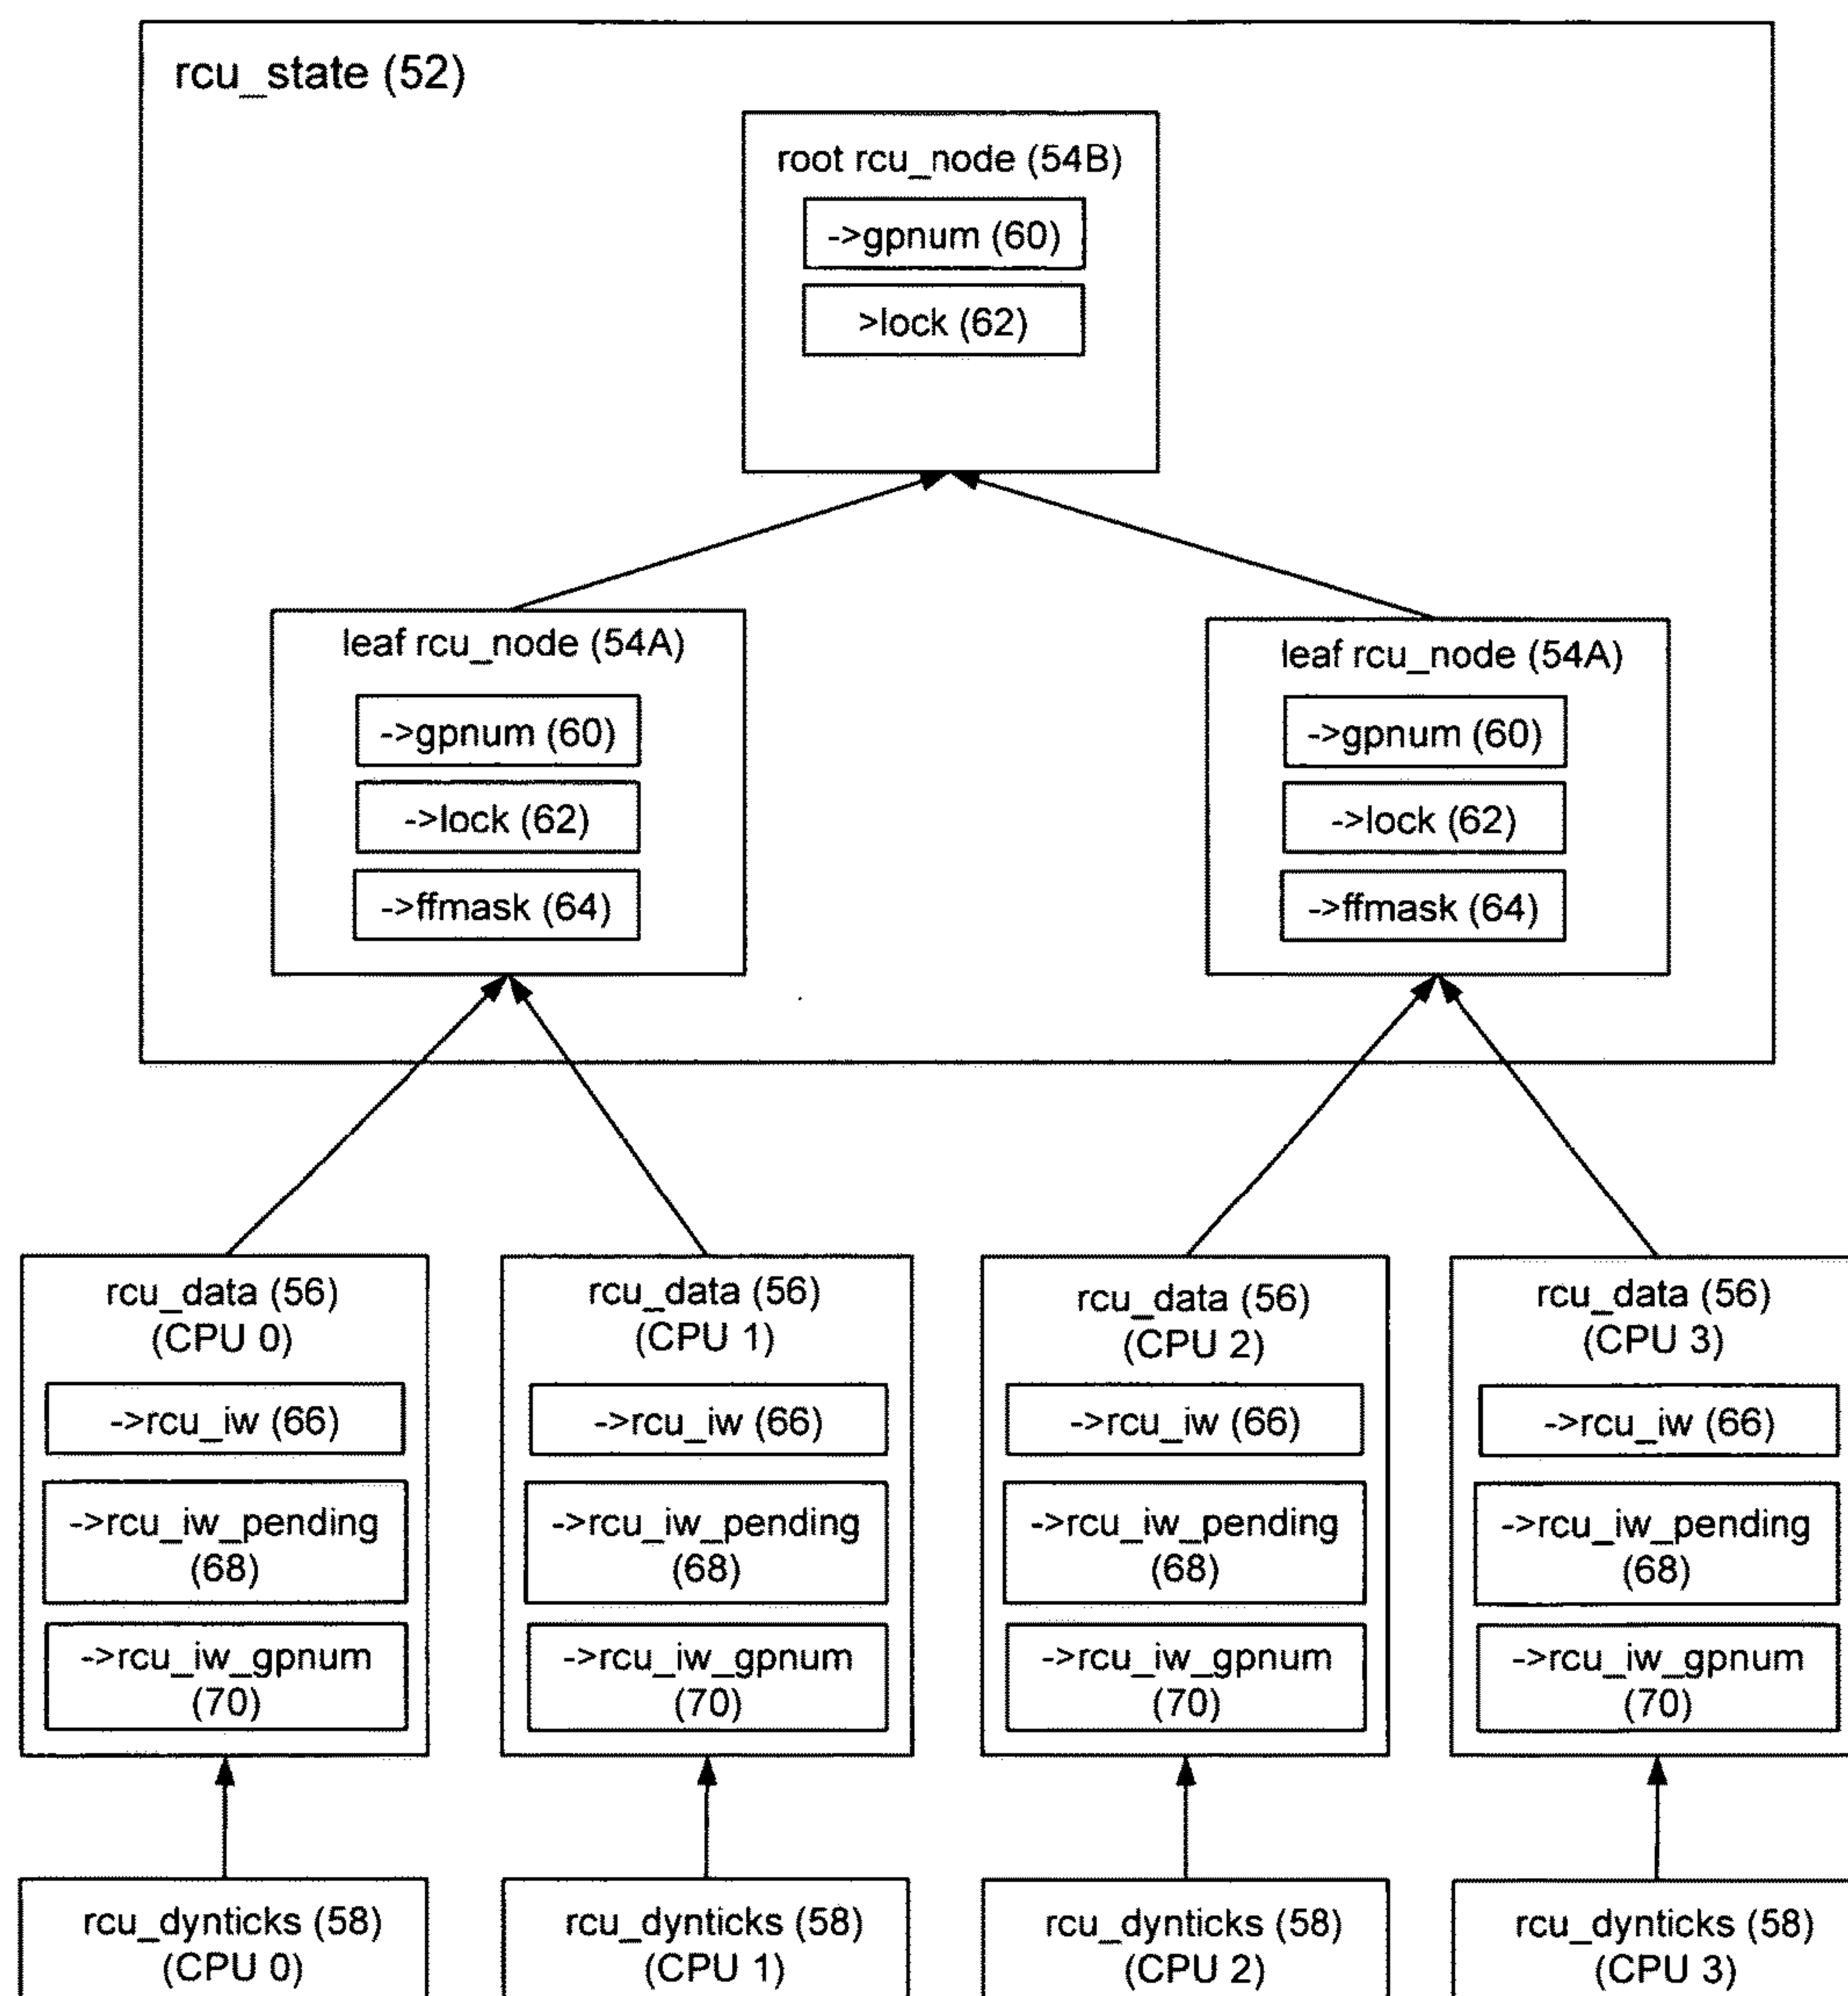 rcu_state (52)
root rcu_node (54B)
->gpnum (60)
>lock (62)
leaf rcu_node (54A)
->gpnum (60)
->lock (62)
->ffmask (64)
leaf rcu_node (54A)
->gpnum (60)
->lock (62)
->ffmask (64)
rcu_data (56)
(CPU 0)
->rcu_iw (66)
->rcu_iw_pending
(68)
->rcu_iw_gpnum
(70)
rcu_data (56)
(CPU 1)
->rcu_iw (66)
->rcu_iw_pending
(68)
->rcu_iw_gpnum
(70)
rcu_data (56)
(CPU 2)
->rcu_iw (66)
->rcu_iw_pending
(68)
->rcu_iw_gpnum
(70)
rcu_data (56)
(CPU 3)
->rcu_iw (66)
->rcu_iw_pending
(68)
->rcu_iw_gpnum
(70)
rcu_dynticks (58)
(CPU 0)
rcu_dynticks (58)
(CPU 1)
rcu_dynticks (58)
(CPU 2)
rcu_dynticks (58)
(CPU 3)